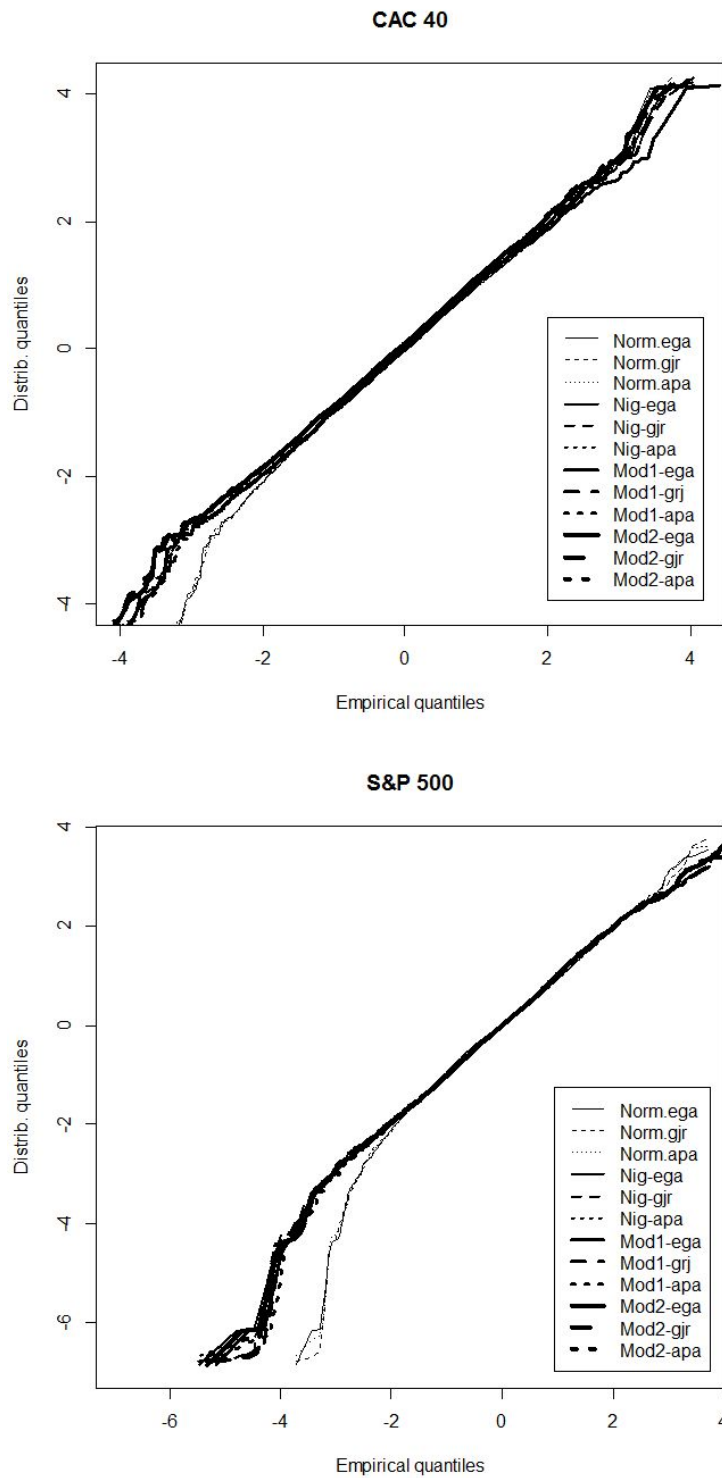 CAC 40
4
2
0
-2
-4
Distrib. quantiles
Norm.ega
Norm.gjr
Norm.apa
Nig-ega
Nig-gjr
Nig-apa
Mod1-ega
Mod1-grj
Mod1-apa
Mod2-ega
Mod2-gjr
Mod2-apa
-4 -2 0 2 4
Empirical quantiles
S&P 500
4
2
0
-2
-4
-6
Distrib. quantiles
Norm.ega
Norm.gjr
Norm.apa
Nig-ega
Nig-gjr
Nig-apa
Mod1-ega
Mod1-grj
Mod1-apa
Mod2-ega
Mod2-gjr
Mod2-apa
-6 -4 -2 0 2 4
Empirical quantiles